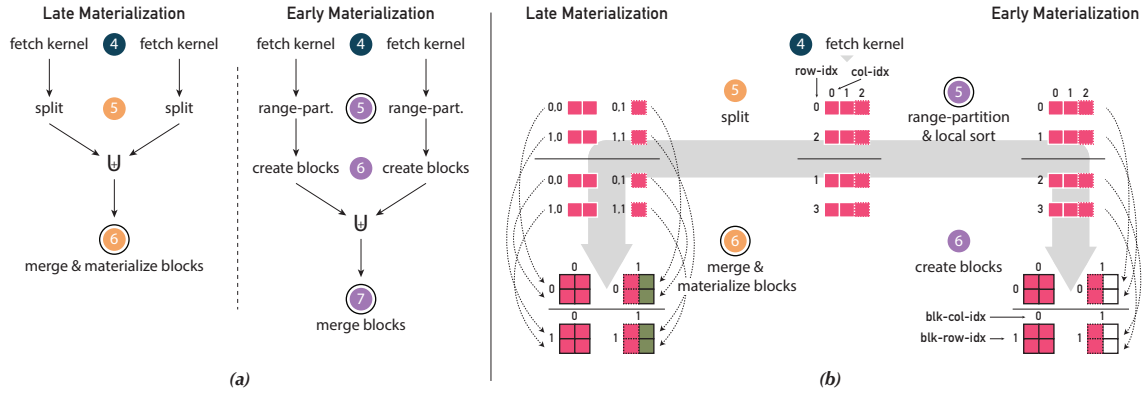 Late Materialization
Early Materialization
fetch kernel 4 fetch kernel
fetch kernel 4 fetch kernel
split 5 split
range-part. 5 range-part.
⊎
create blocks 6 create blocks
6
⊎
merge & materialize blocks
7
merge blocks
(a)
Late Materialization
Early Materialization
4 fetch kernel
row-idx col-idx
0 1 2
0
2
1
3
5
split
5
range-partition
& local sort
0,0 0,1
1,0 1,1
0,0 0,1
1,0 1,1
0 1 2
0
1
2
3
6
merge &
materialize blocks
6
create blocks
0 1
0 0
0 1
1 1
0 1
0 0
blk-col-idx 0 1
blk-row-idx 1 1
(b)